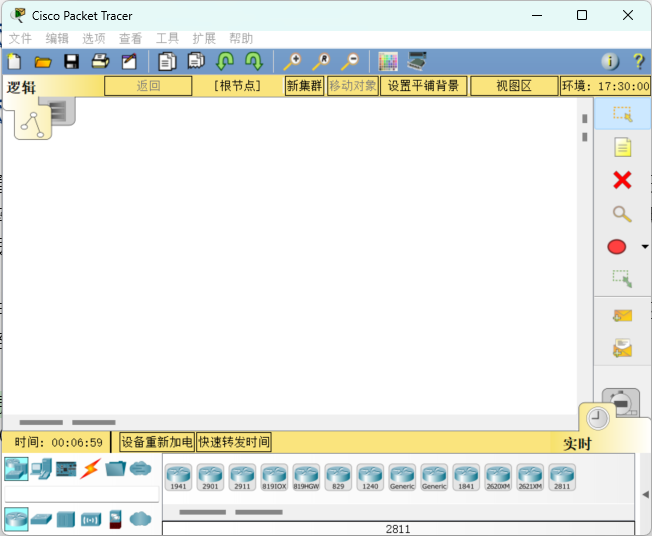 Cisco Packet Tracer
文件 编辑 选项 查看 工具 扩展 帮助
逻辑 返回 [根节点] 新集群 移动对象 设置平铺背景 视图区 环境: 17:30:00
时间: 00:06:59 设备重新加电 快速转发时间 实时
1941 2901 2911 819IOX 819HGW 829 1240 Generic Generic 1841 2620XM 2621XM 2811
2811